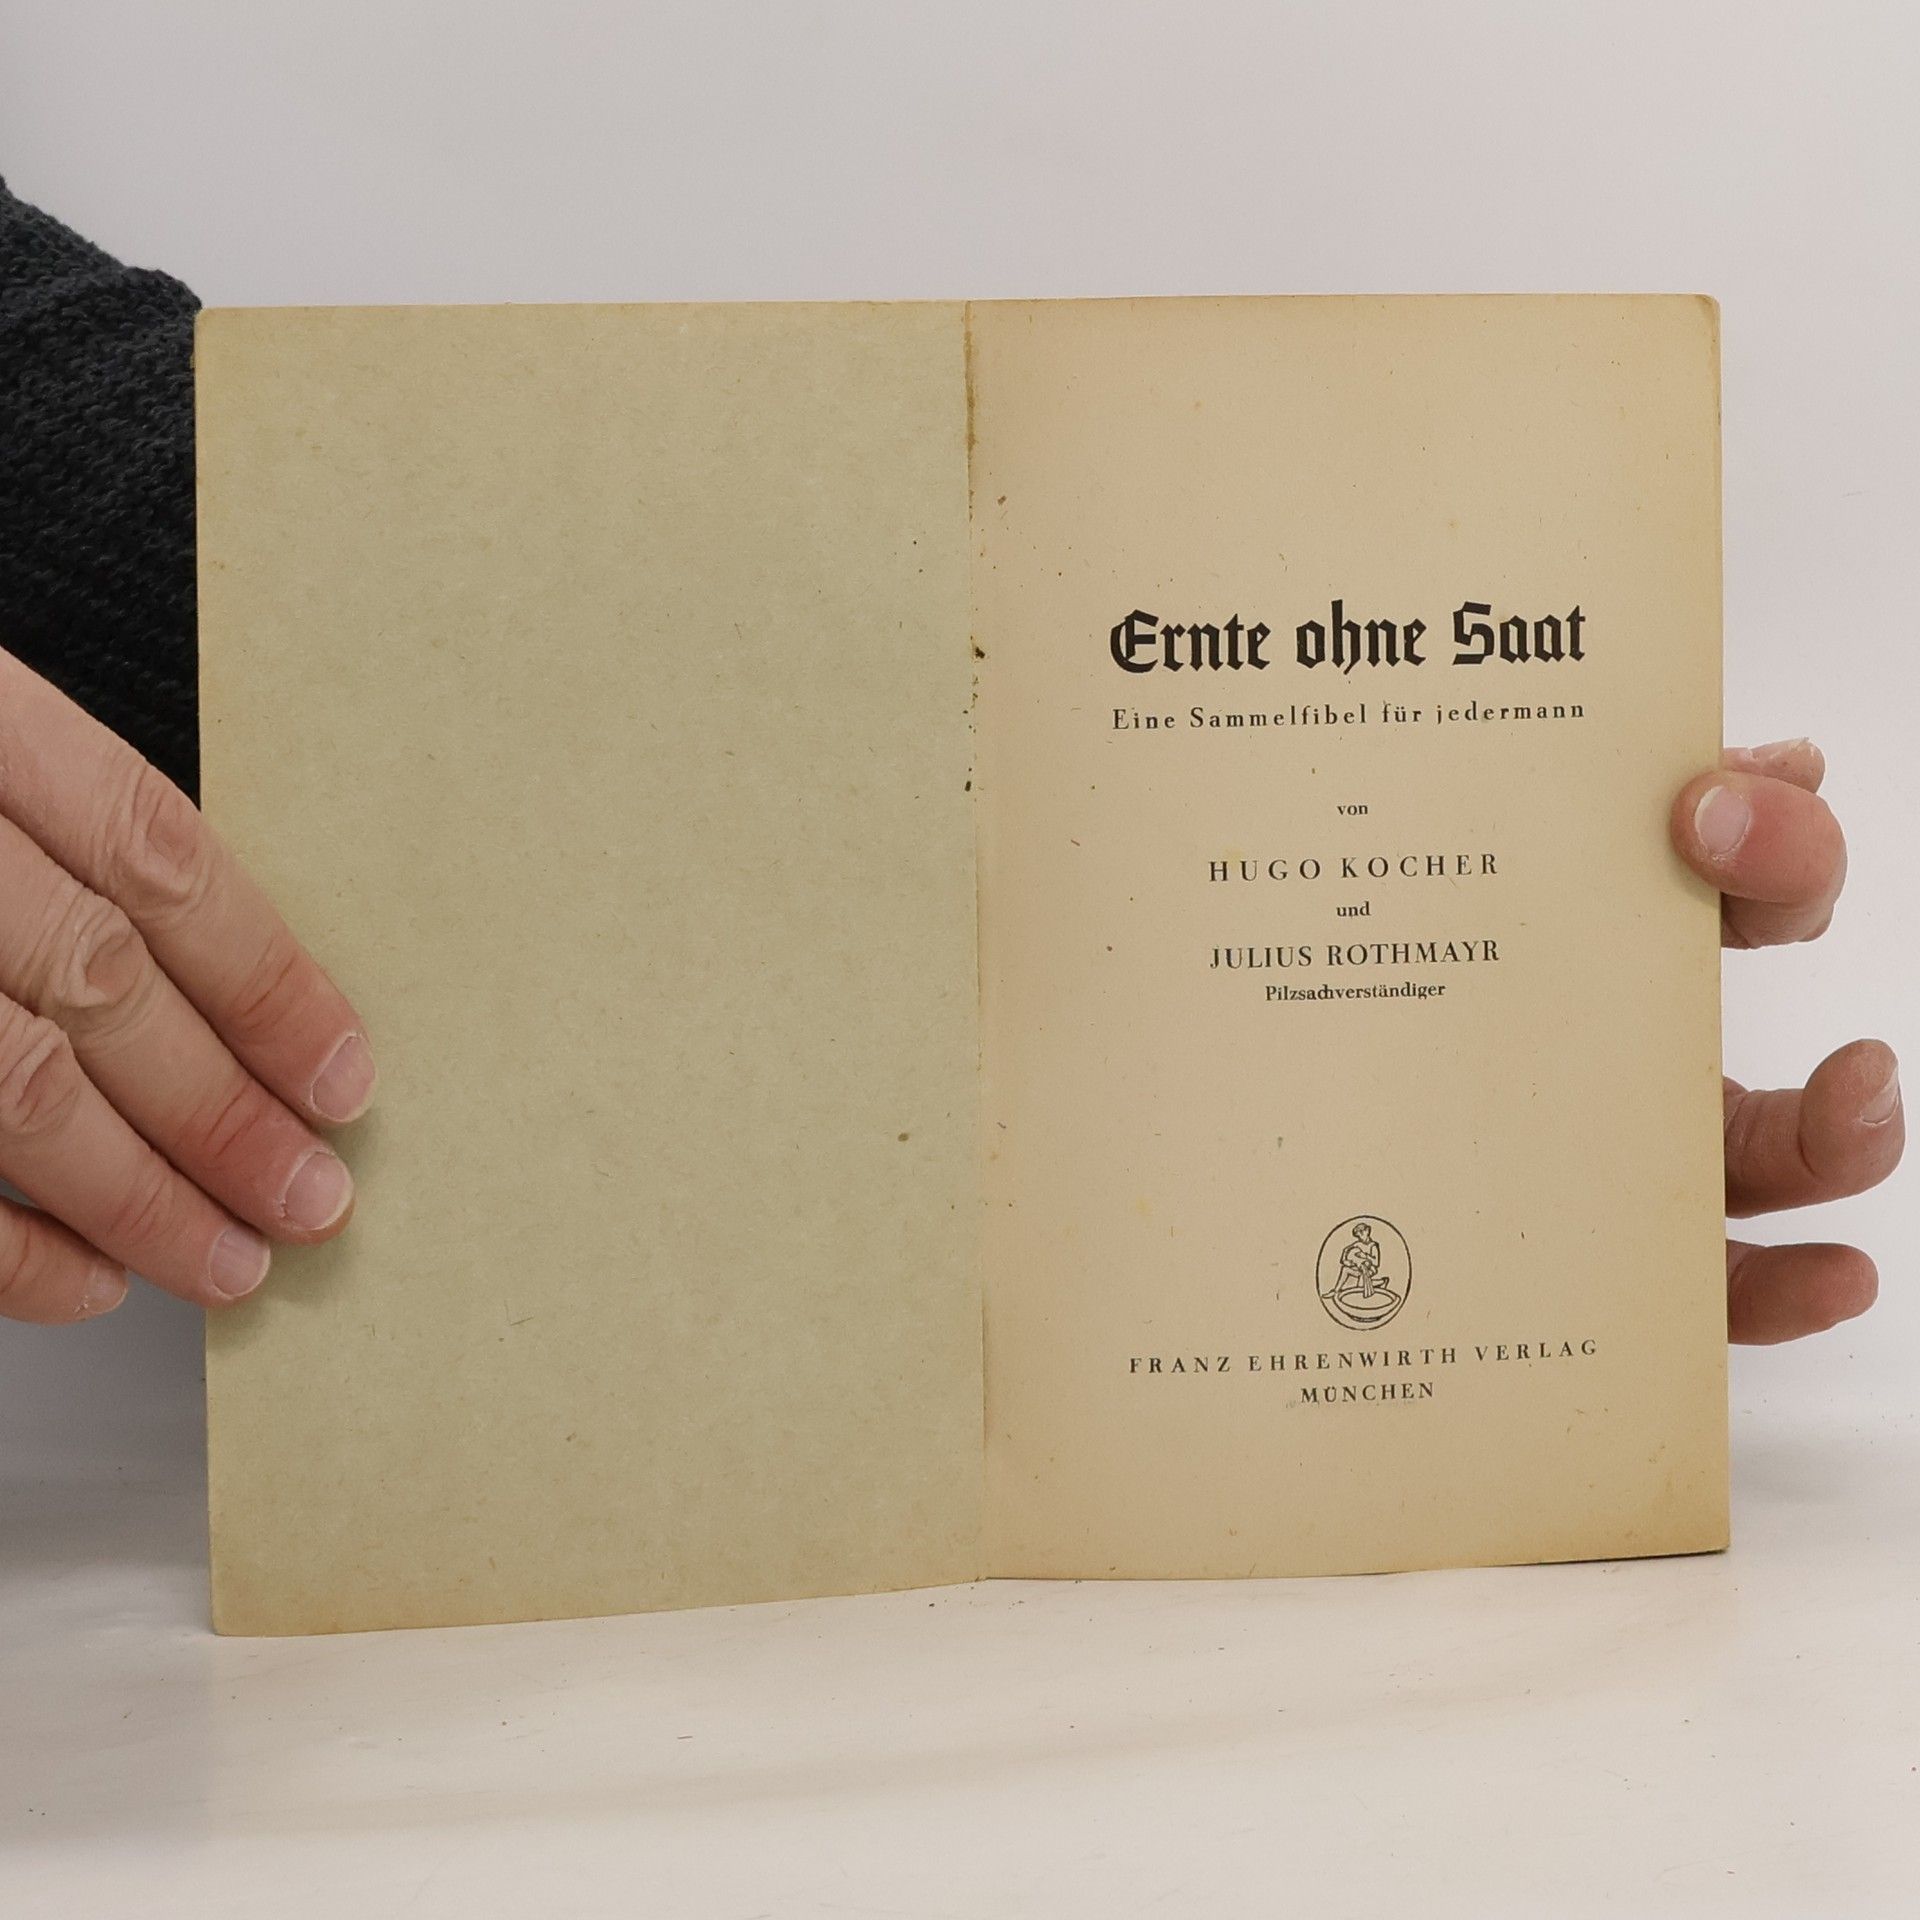 Ernte ohne Saat
Eine Sammelfibel für jedermann
von
HUGO KOCHER
und
JULIUS ROTHMAYR
Pilzsachverständiger
FRANZ EHRENWIRTH VERLAG
MÜNCHEN